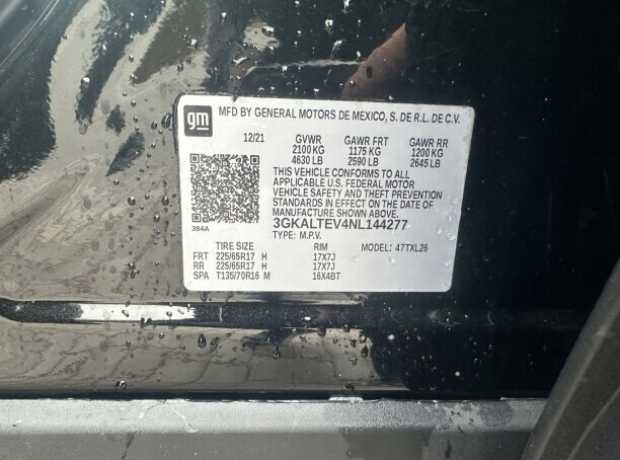 gm
MFD BY GENERAL MOTORS DE MEXICO, S. DE R.L. DE C.V.
12/21 GVWR GAWR FRT GAWR RR
2100 KG 1175 KG 1200 KG
4630 LB 2590 LB 2645 LB
THIS VEHICLE CONFORMS TO ALL
APPLICABLE U.S. FEDERAL MOTOR
VEHICLE SAFETY AND THEFT PREVENTION
STANDARDS IN EFFECT ON THE DATE OF
MANUFACTURE SHOWN ABOVE.
384A 3GKALTEV4NL144277
TYPE: M.P.V. MODEL: 47TXL26
TIRE SIZE RIM
FRT 225/65R17 H 17X7J
RR 225/65R17 H 17X7J
SPA T135/70R16 M 16X4BT